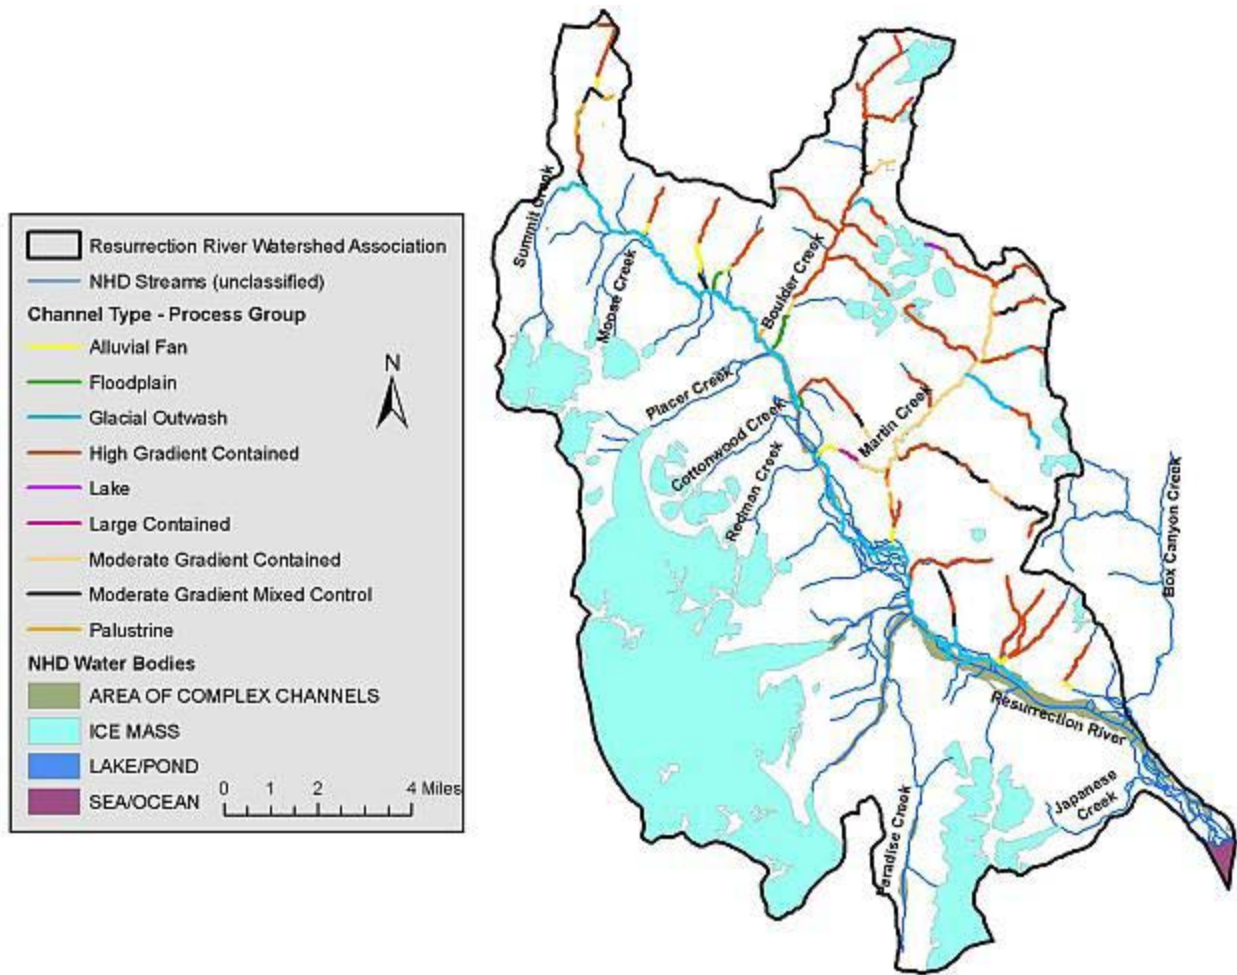 Resurrection River Watershed Association
NHD Streams (unclassified)
Channel Type - Process Group
Alluvial Fan
Floodplain
Glacial Outwash
High Gradient Contained
Lake
Large Contained
Moderate Gradient Contained
Moderate Gradient Mixed Control
Palustrine
NHD Water Bodies
AREA OF COMPLEX CHANNELS
ICE MASS
LAKE/POND
SEA/OCEAN
N
0 1 2 4 Miles
Summit Creek
Moose Creek
Boulder Creek
Placer Creek
Cottonwood Creek
Redman Creek
Martin Creek
Box Canyon Creek
Resurrection River
Japanese
Creek
Paradise Creek